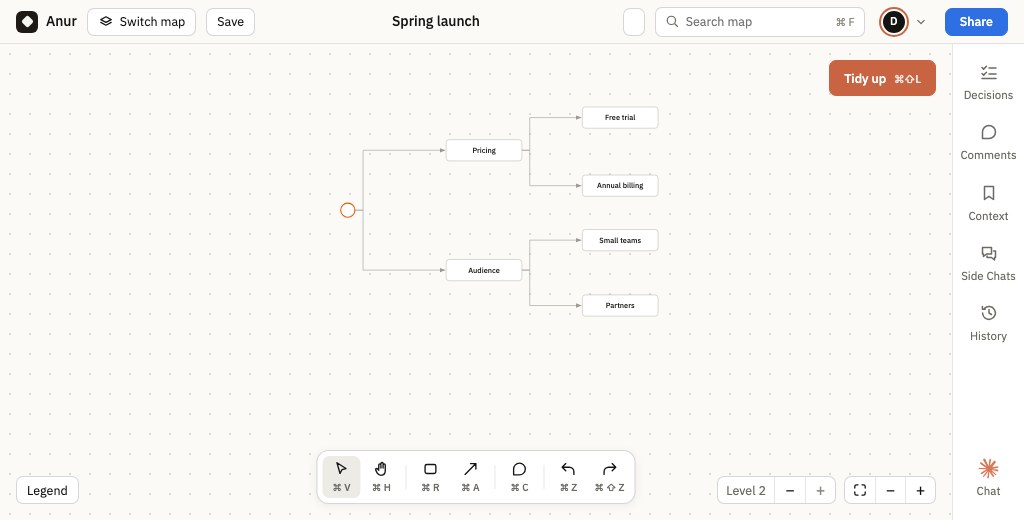 Anur
Switch map
Save
Spring launch
Search map
⌘ F
D
Share
Tidy up ⌘⇧L
Decisions
Comments
Context
Side Chats
History
Free trial
Pricing
Annual billing
Small teams
Audience
Partners
⌘ V
⌘ H
⌘ R
⌘ A
⌘ C
⌘ Z
⌘ ⇧ Z
Legend
Level 2
Chat